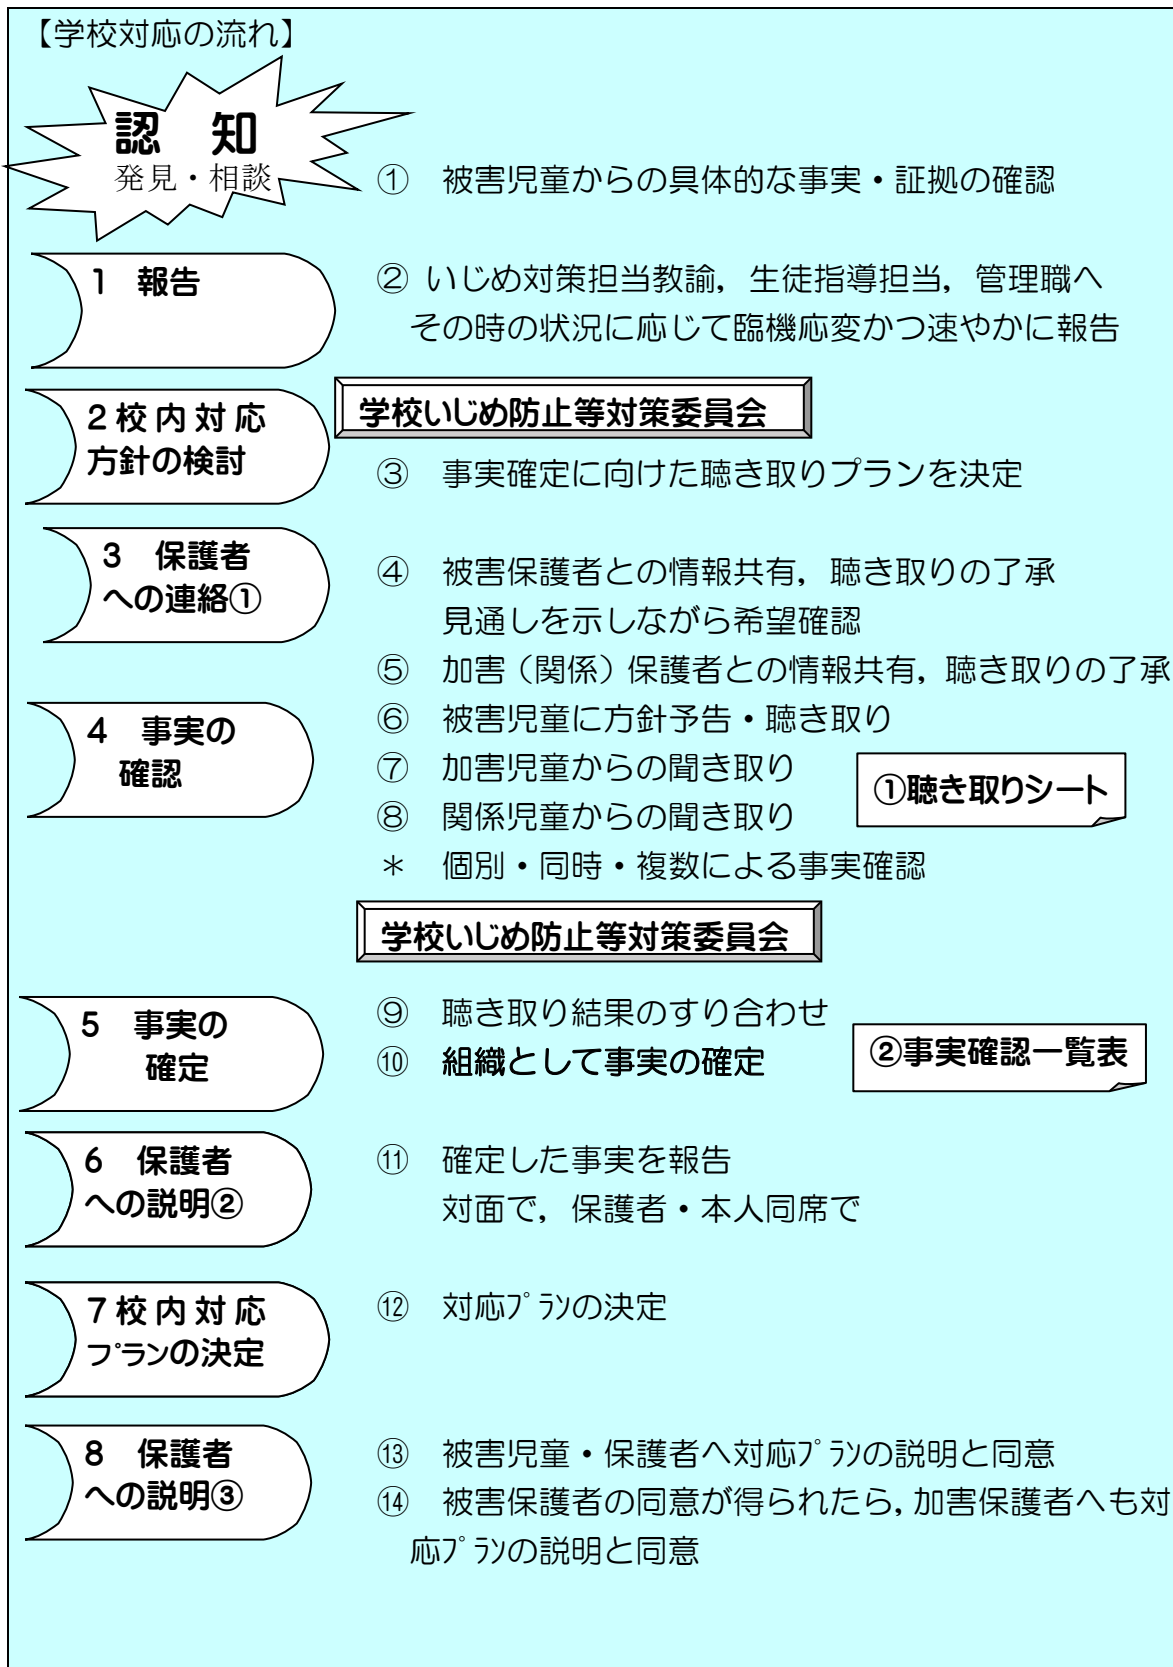 【学校対応の流れ】
認　知
発見・相談
①　被害児童からの具体的な事実・証拠の確認
1　報告
② いじめ対策担当教諭，生徒指導担当，管理職へ
その時の状況に応じて臨機応変かつ速やかに報告
2校内対応
方針の検討
学校いじめ防止等対策委員会
③　事実確定に向けた聴き取りプランを決定
3　保護者
への連絡①
④　被害保護者との情報共有，聴き取りの了承
見通しを示しながら希望確認
⑤　加害（関係）保護者との情報共有，聴き取りの了承
4　事実の
確認
⑥　被害児童に方針予告・聴き取り
⑦　加害児童からの聞き取り
⑧　関係児童からの聞き取り
①聴き取りシート
＊　個別・同時・複数による事実確認
学校いじめ防止等対策委員会
5　事実の
確定
⑨　聴き取り結果のすり合わせ
⑩　組織として事実の確定
②事実確認一覧表
6　保護者
への説明②
⑪　確定した事実を報告
対面で，保護者・本人同席で
7校内対応
プランの決定
⑫　対応ﾌﾟﾗﾝの決定
8　保護者
への説明③
⑬　被害児童・保護者へ対応ﾌﾟﾗﾝの説明と同意
⑭　被害保護者の同意が得られたら，加害保護者へも対
応ﾌﾟﾗﾝの説明と同意